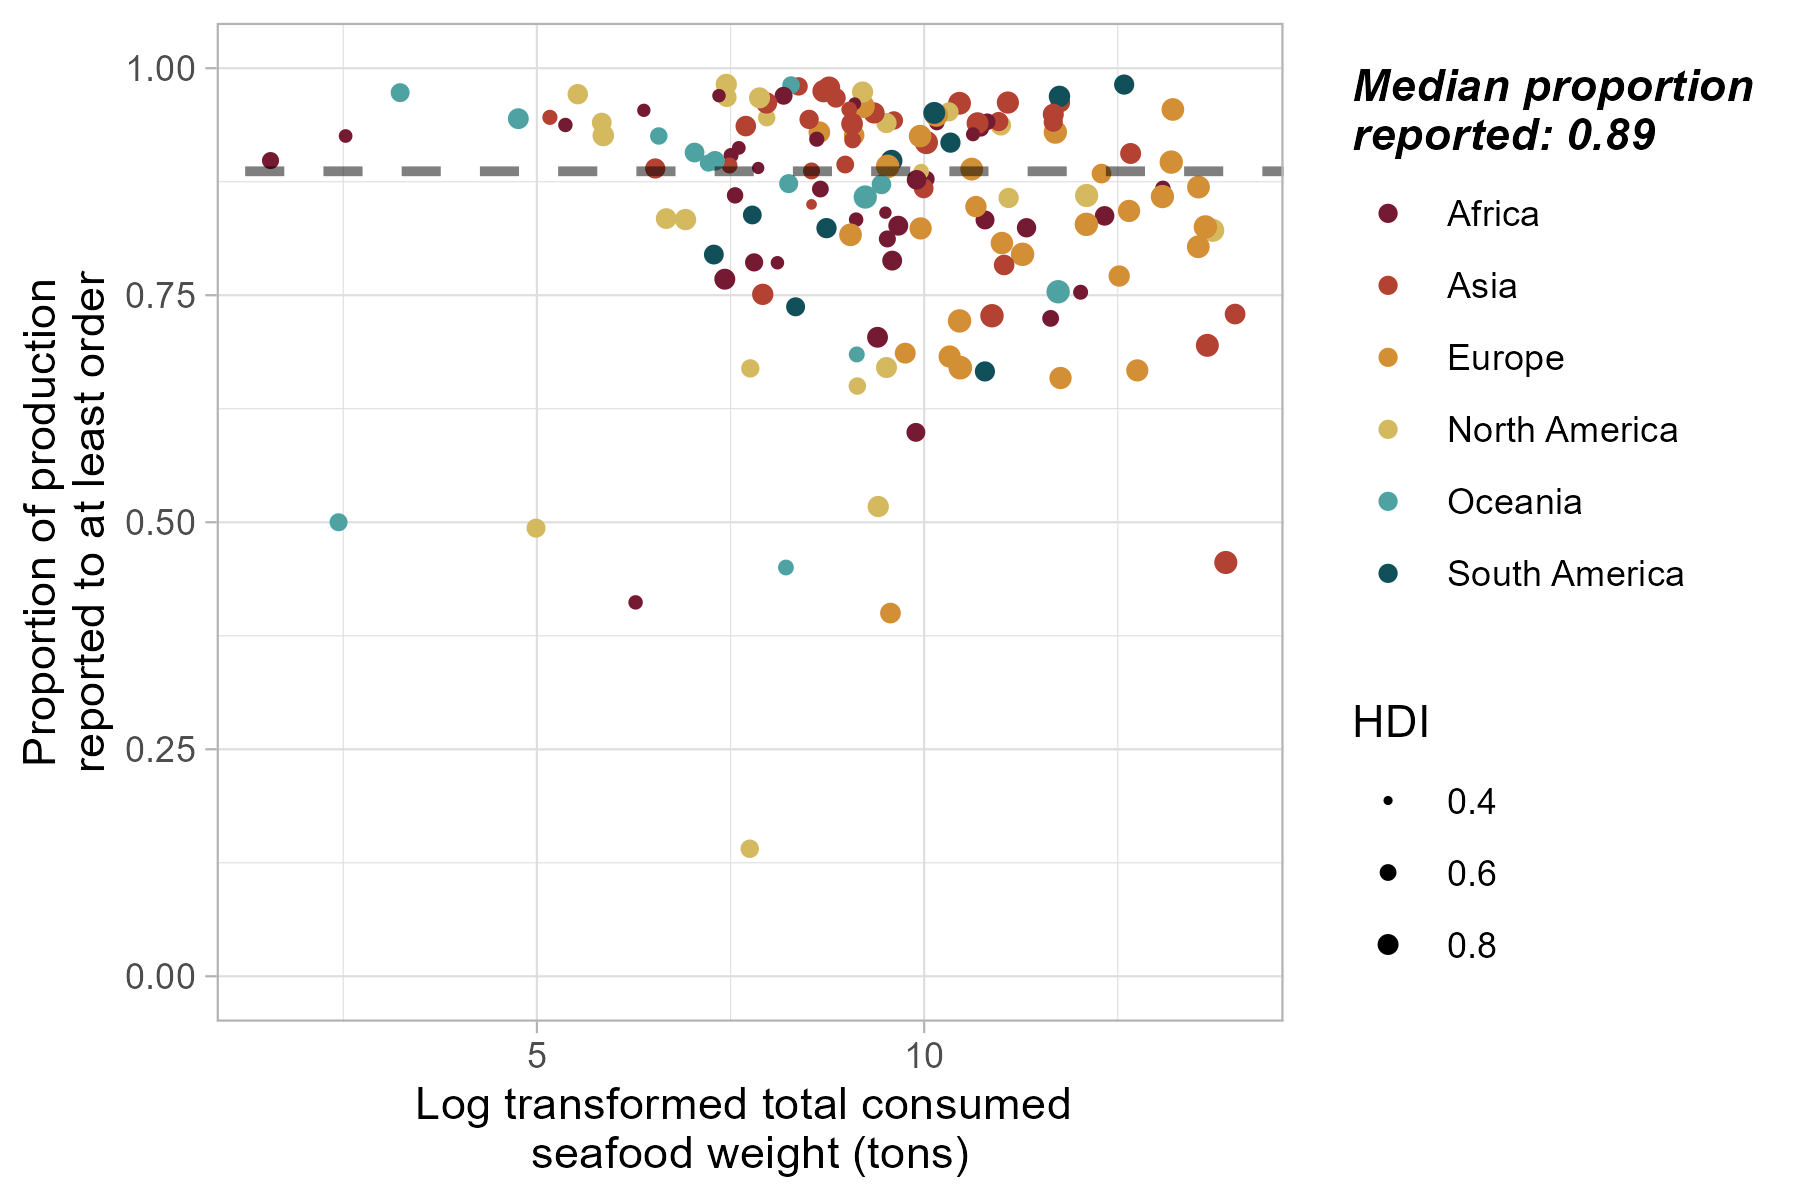 Proportion of production
reported to at least order
1.00
0.75
0.50
0.25
0.00
5
10
Log transformed total consumed
seafood weight (tons)
Median proportion
reported: 0.89
Africa
Asia
Europe
North America
Oceania
South America
HDI
0.4
0.6
0.8